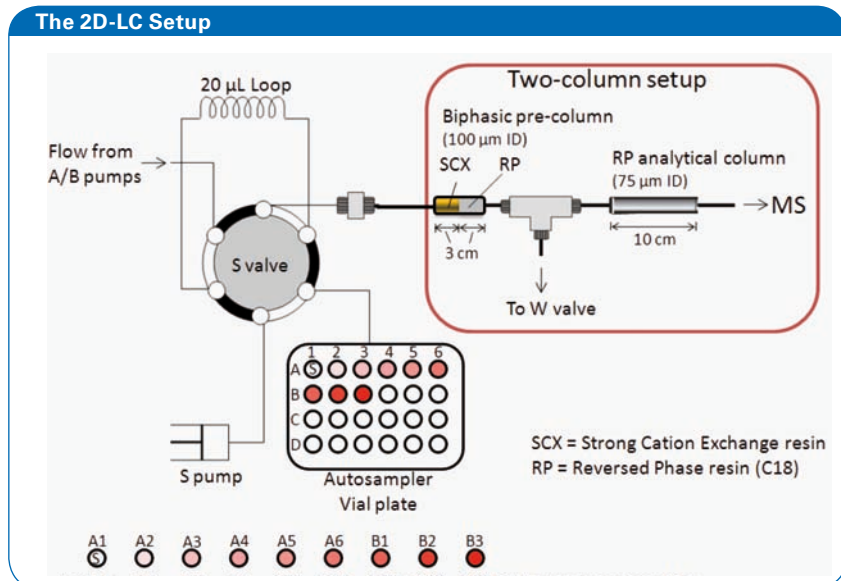 The 2D-LC Setup
Two-column setup
20 µL Loop
Biphasic pre-column
(100 µm ID)
SCX RP
RP analytical column
(75 µm ID)
Flow from
A/B pumps
MS
3 cm
10 cm
S valve
To W valve
1 2 3 4 5 6
A S
B
C
D
S pump
Autosampler
Vial plate
SCX = Strong Cation Exchange resin
RP = Reversed Phase resin (C18)
A1 A2 A3 A4 A5 A6 B1 B2 B3
S